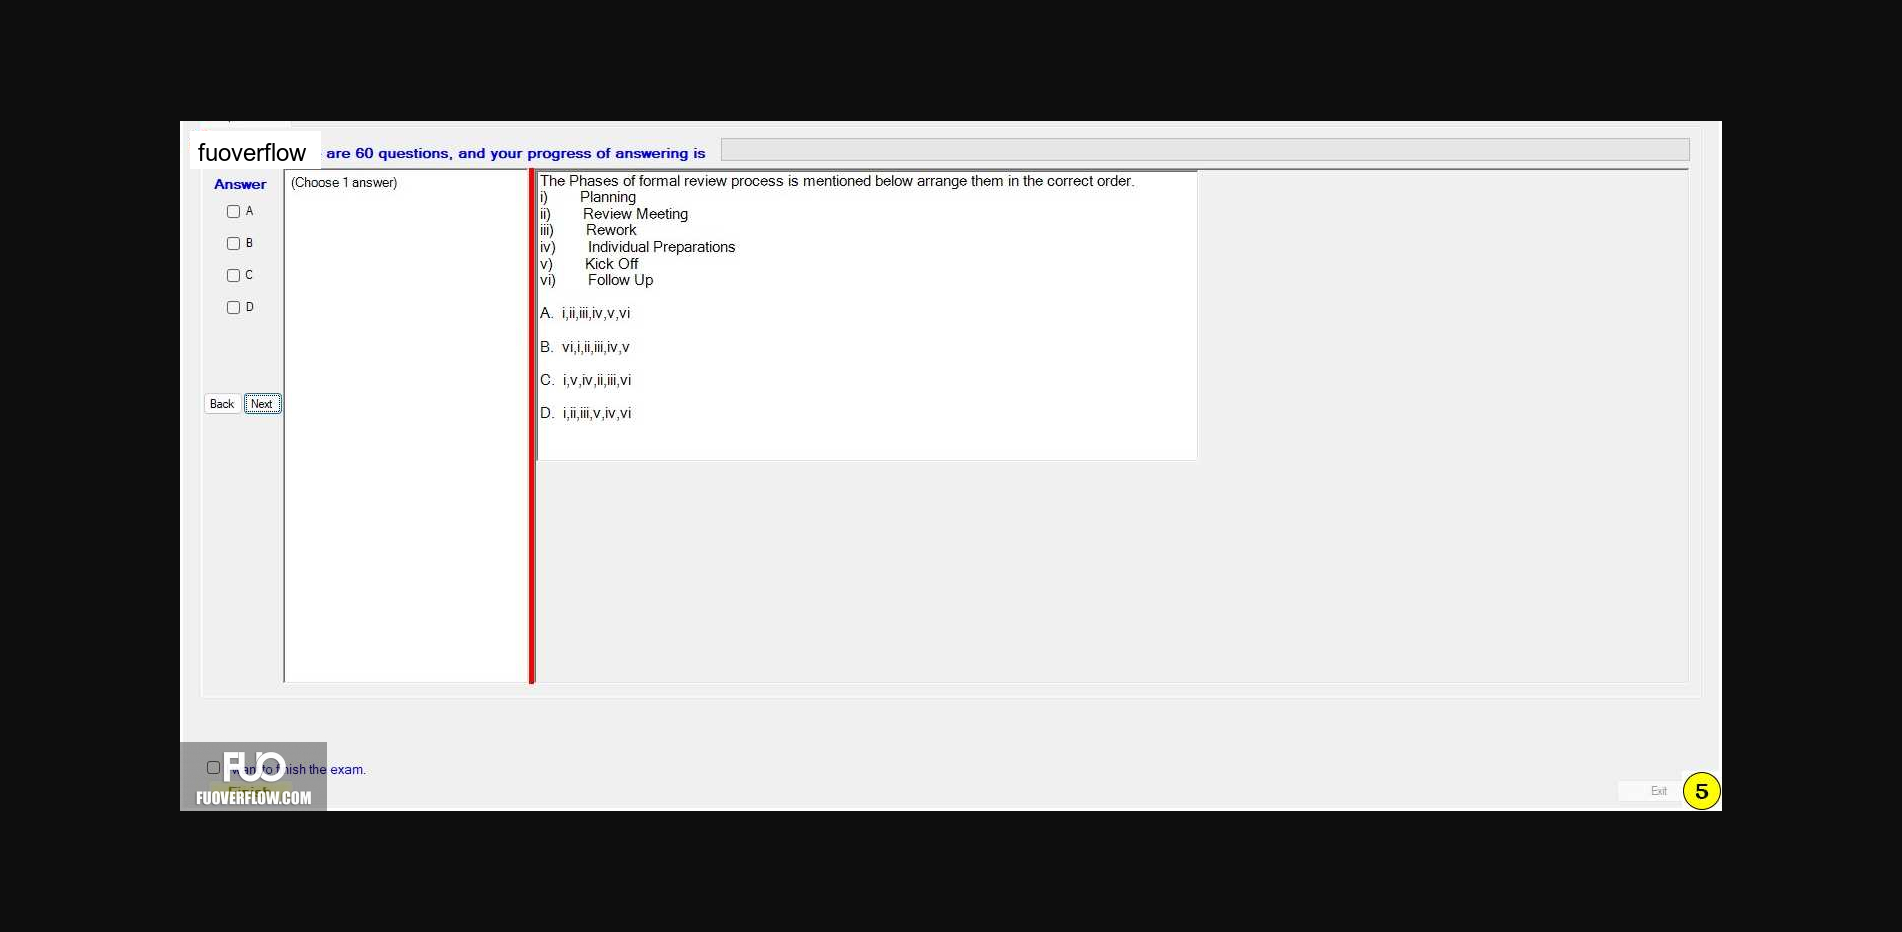 fuoverflow are 60 questions, and your progress of answering is
Answer
A
B
C
D
Back Next
(Choose 1 answer)
The Phases of formal review process is mentioned below arrange them in the correct order.
i) Planning
ii) Review Meeting
iii) Rework
iv) Individual Preparations
v) Kick Off
vi) Follow Up
A. i,ii,iii,iv,v,vi
B. vi,i,ii,iii,iv,v
C. i,v,iv,ii,iii,vi
D. i,ii,iii,v,iv,vi
FUO
want to finish the exam.
Finish
FUOVERFLOW.COM
Exit
5